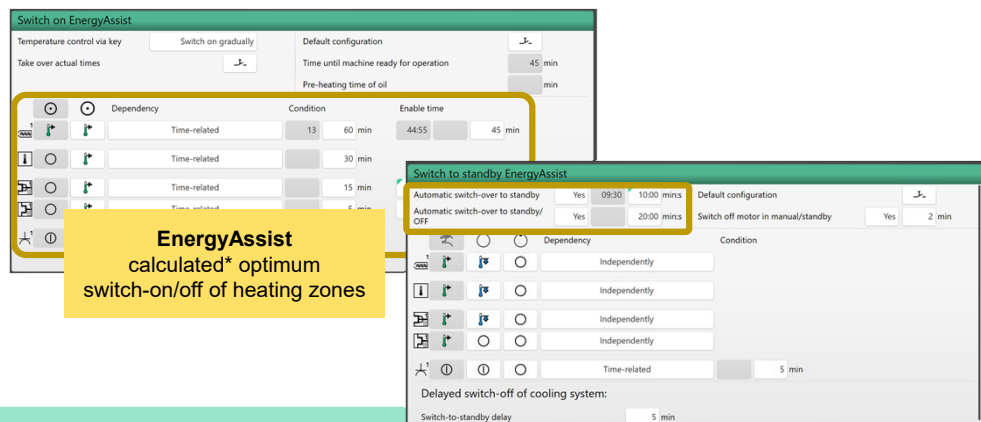 Switch on EnergyAssist
Temperature control via key Switch on gradually Default configuration
Take over actual times Time until machine ready for operation 45 min
Pre-heating time of oil min
Dependency Condition Enable time
1 Time-related 13 60 min 44:55 45 min
Time-related 30 min
Time-related 15 min
Time-related 5 min
1
EnergyAssist
calculated* optimum
switch-on/off of heating zones
Switch to standby EnergyAssist
Automatic switch-over to standby Yes 09:30 10:00 min:s Default configuration
Automatic switch-over to standby/
OFF Yes 20:00 min:s Switch off motor in manual/standby Yes 2 min
Dependency Condition
1 Independently
Independently
Independently
Independently
1 Time-related 5 min
Delayed switch-off of cooling system:
Switch-to-standby delay 5 min